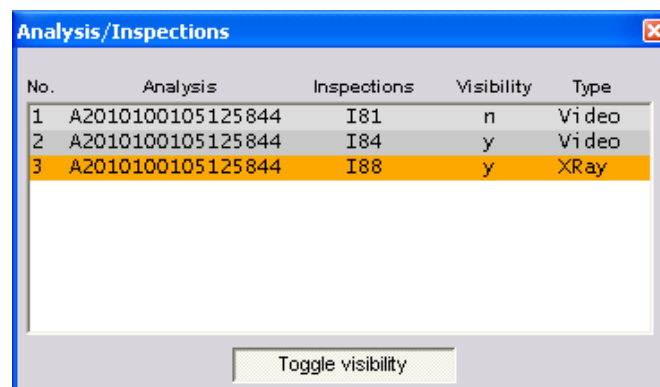 Analysis/Inspections
No. Analysis Inspections Visibility Type
1 A2010100105125844 I81 n Video
2 A2010100105125844 I84 y Video
3 A2010100105125844 I88 y XRay
Toggle visibility